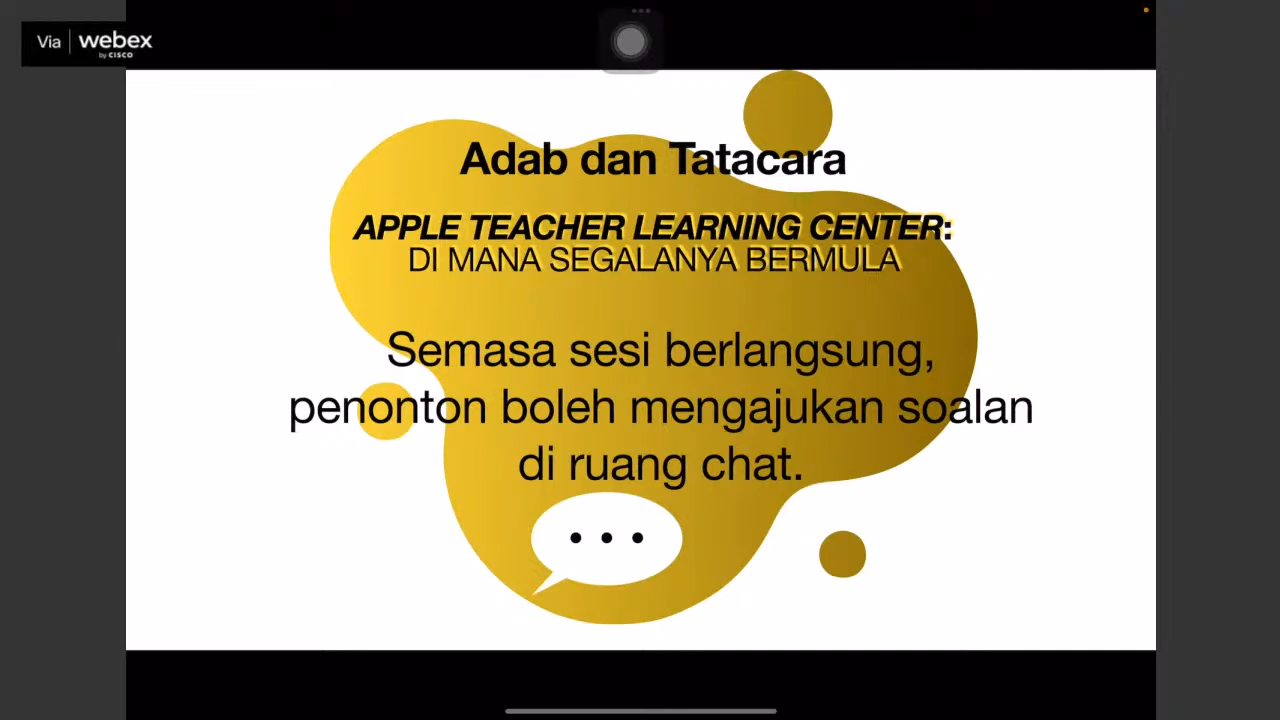 Via webex
by CISCO
Adab dan Tatacara
APPLE TEACHER LEARNING CENTER:
DI MANA SEGALANYA BERMULA
Semasa sesi berlangsung,
penonton boleh mengajukan soalan
di ruang chat.